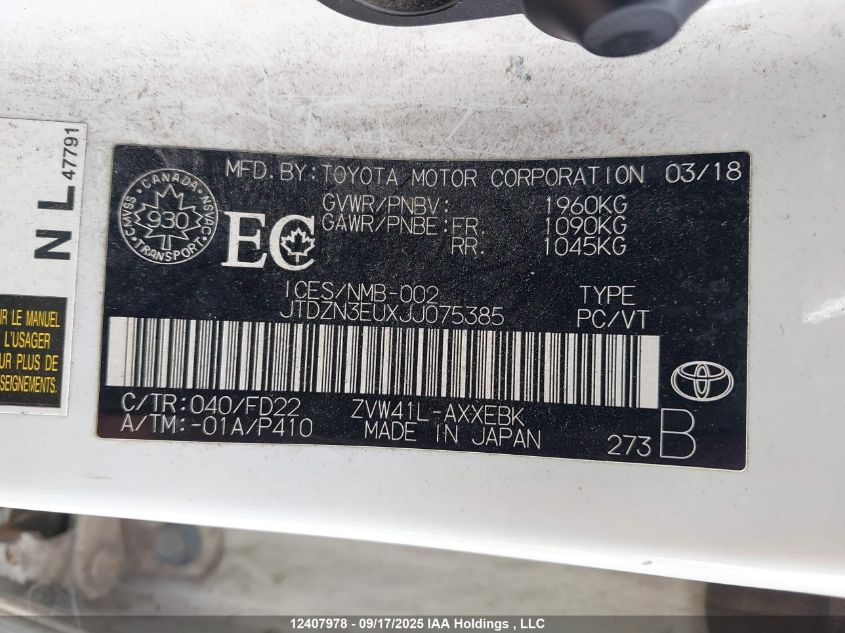 47791
NL
R LE MANUEL
L'USAGER
UR PLUS DE
SEIGNEMENTS.
MFD.BY:TOYOTA MOTOR CORPORATION 03/18
CANADA
CMVSS 930 NSVAC
TRANSPORT
EC
GVWR/PNBV: 1960KG
GAWR/PNBE:FR. 1090KG
RR. 1045KG
ICES/NMB-002 TYPE
JTDZN3EUXJJ075385 PC/VT
C/TR:040/FD22 ZVW41L-AXXEBK
A/TM:-01A/P410 MADE IN JAPAN
273 B
12407978 - 09/17/2025 IAA Holdings , LLC